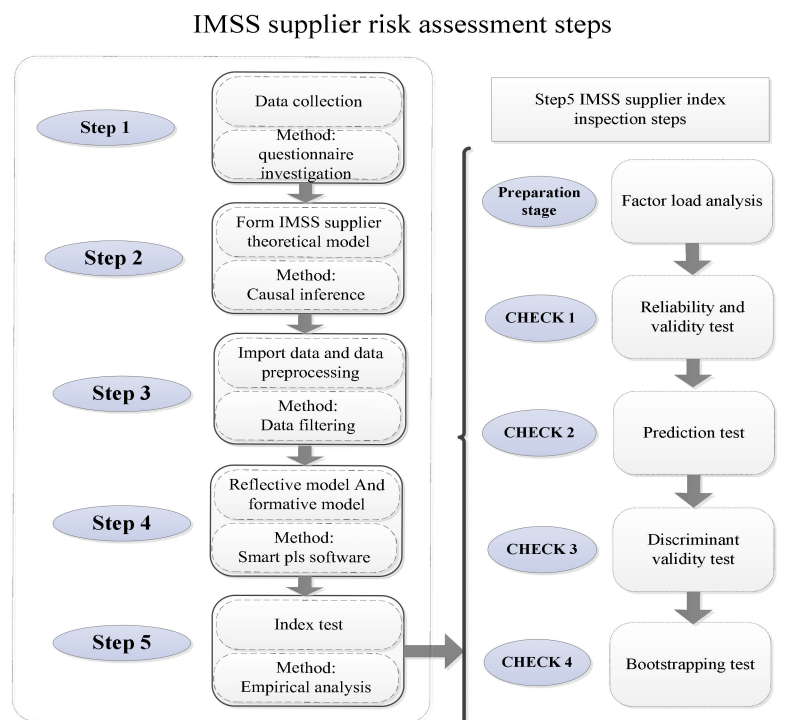 IMSS supplier risk assessment steps
Step 1
Data collection
Method:
questionnaire
investigation
Step 2
Form IMSS supplier
theoretical model
Method:
Causal inference
Step 3
Import data and data
preprocessing
Method:
Data filtering
Step 4
Reflective model And
formative model
Method:
Smart pls software
Step 5
Index test
Method:
Empirical analysis
Step5 IMSS supplier index
inspection steps
Preparation
stage
Factor load analysis
CHECK 1
Reliability and
validity test
CHECK 2
Prediction test
CHECK 3
Discriminant
validity test
CHECK 4
Bootstrapping test